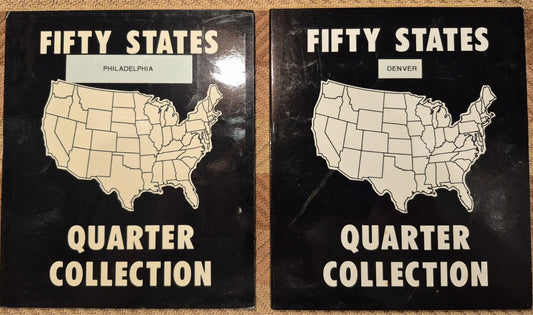 FIFTY STATES
PHILADELPHIA
QUARTER
COLLECTION
FIFTY STATES
DENVER
QUARTER
COLLECTION